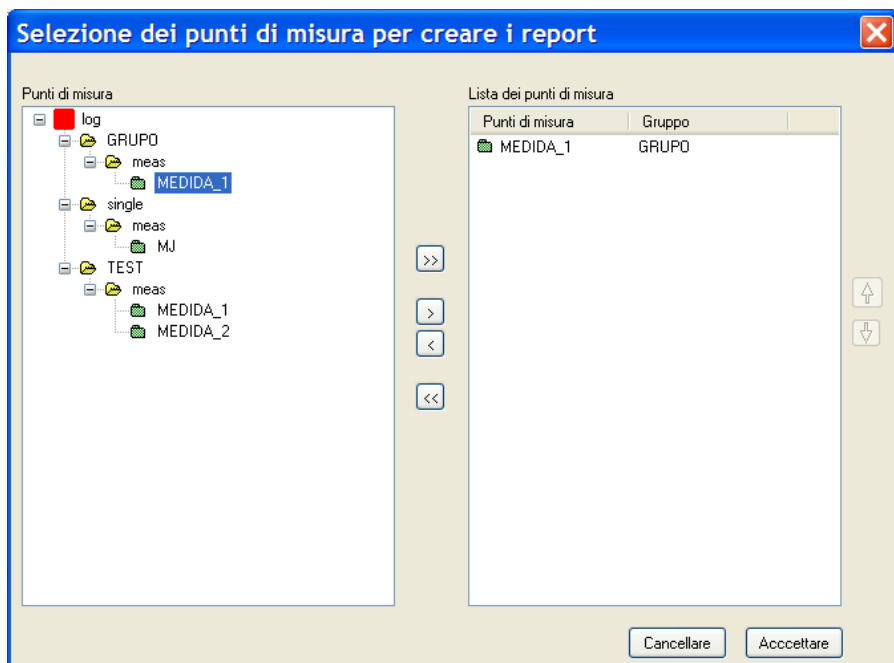 Selezione dei punti di misura per creare i report
Punti di misura
log
GRUPO
meas
MEDIDA_1
single
meas
MJ
TEST
meas
MEDIDA_1
MEDIDA_2
>>
>
<
<<
Lista dei punti di misura
Punti di misura Gruppo
MEDIDA_1 GRUPO
Cancellare Acccettare